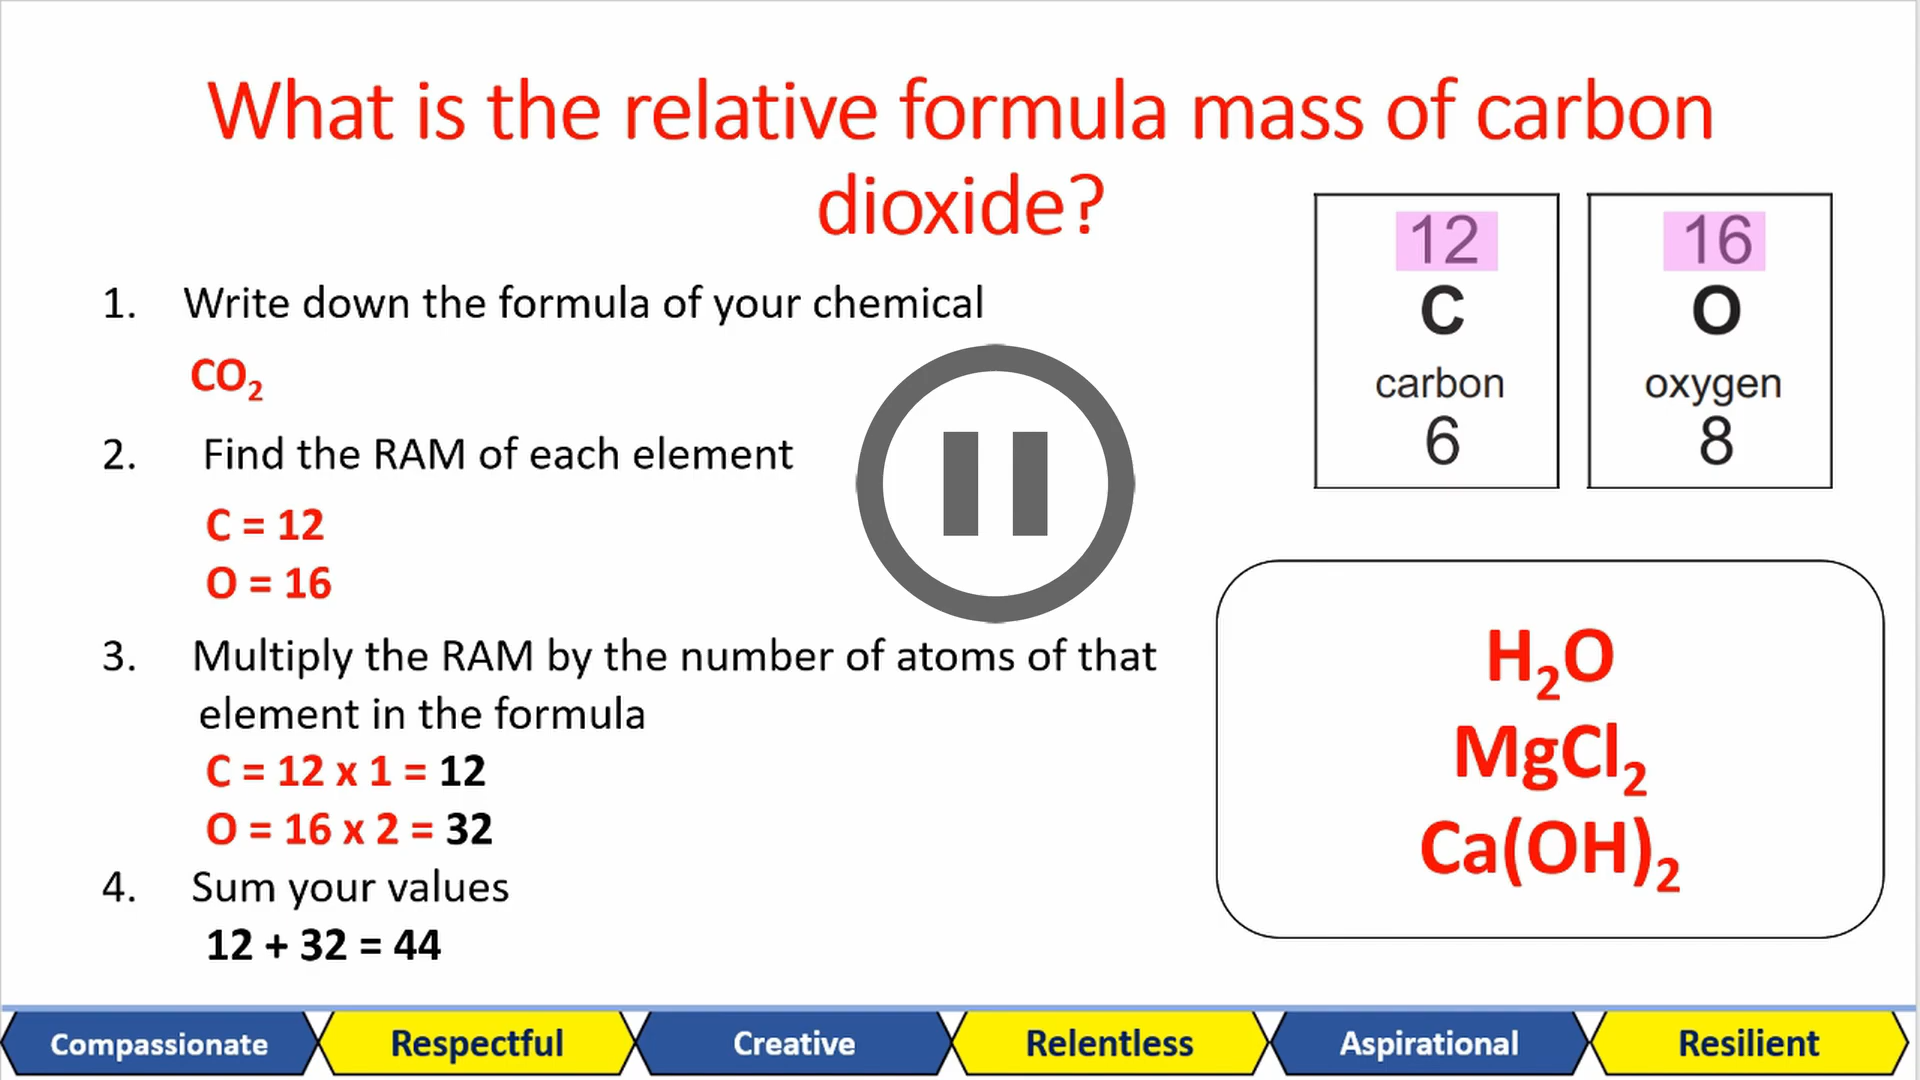 What is the relative formula mass of carbon
dioxide?
1. Write down the formula of your chemical
CO₂
2. Find the RAM of each element
C = 12
O = 16
3. Multiply the RAM by the number of atoms of that
element in the formula
C = 12 x 1 = 12
O = 16 x 2 = 32
4. Sum your values
12 + 32 = 44
12
C
carbon
6
16
O
oxygen
8
H₂O
MgCl₂
Ca(OH)₂
Compassionate
Respectful
Creative
Relentless
Aspirational
Resilient